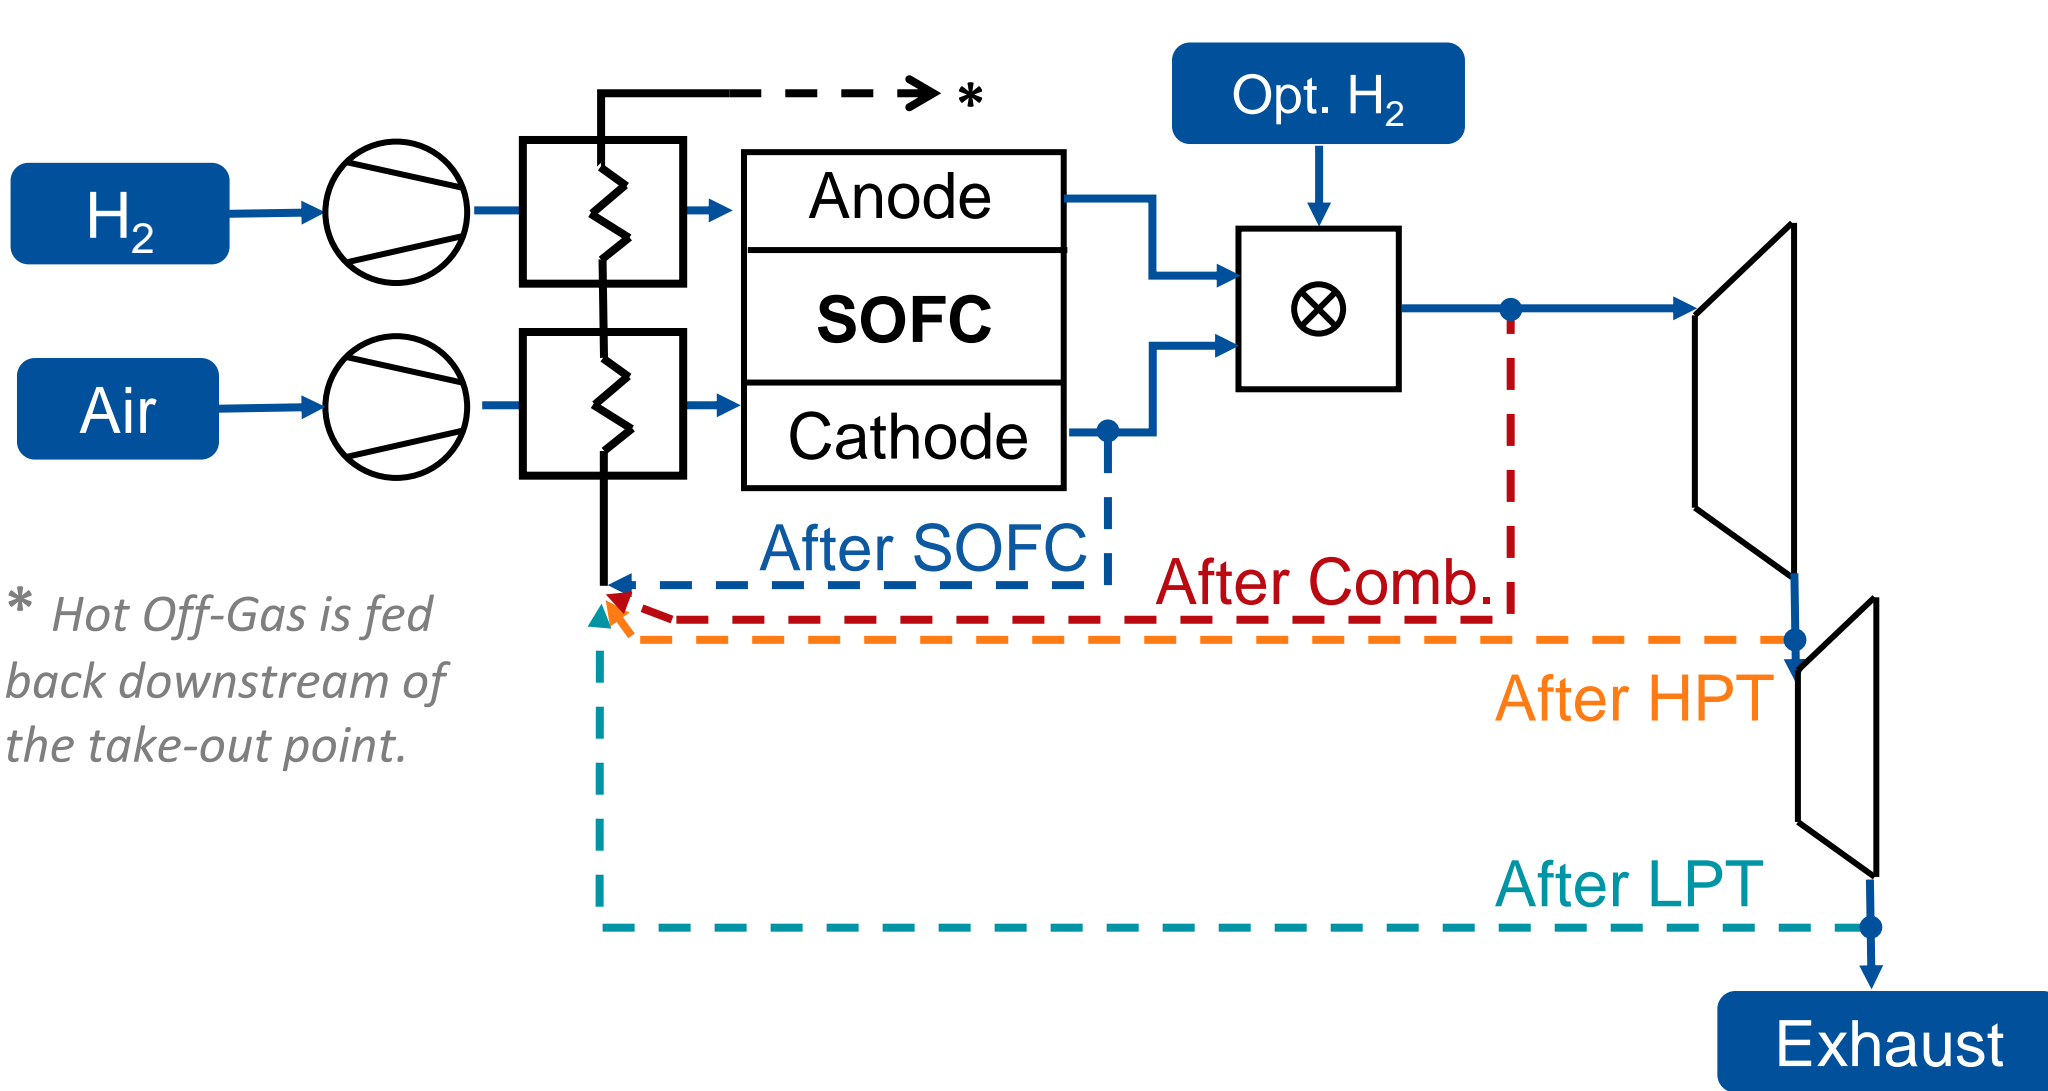 Opt. H₂
*
H₂
Anode
SOFC
Air
Cathode
After SOFC
After Comb.
* Hot Off-Gas is fed
back downstream of
the take-out point.
After HPT
After LPT
Exhaust